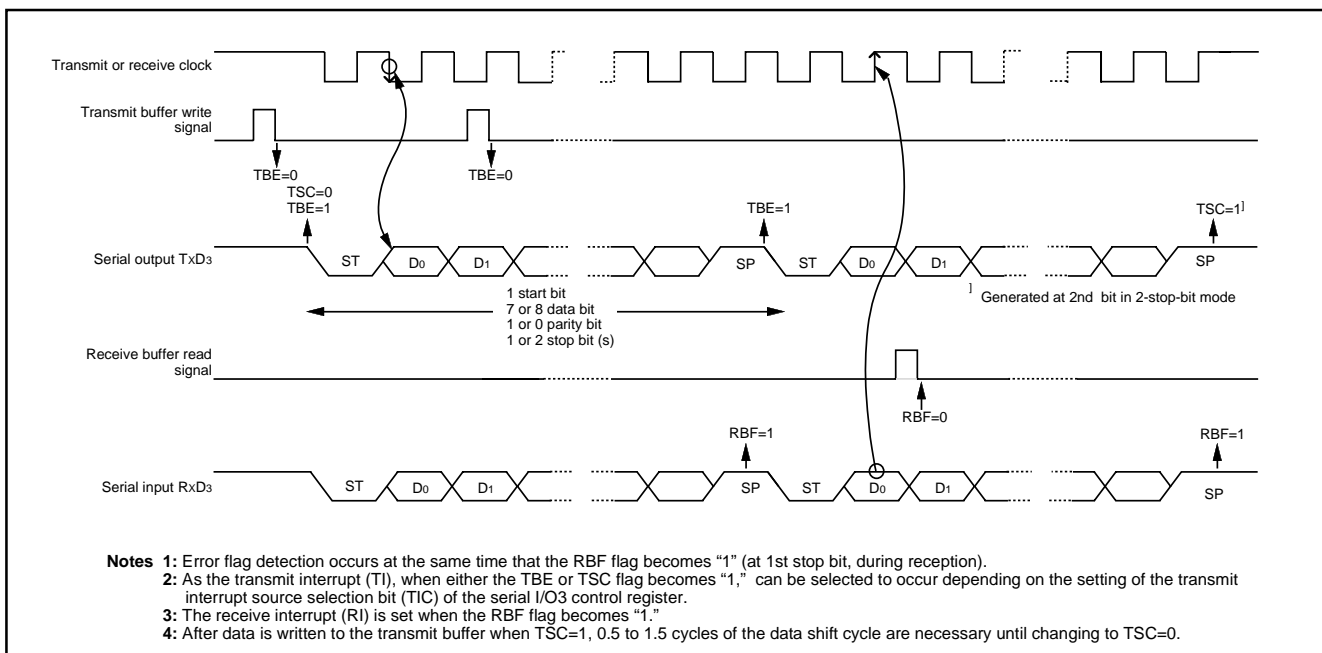 Transmit or receive clock
Transmit buffer write
signal
TBE=0
TBE=0
TSC=0
TBE=1
TBE=1
TSC=1]
Serial output TXD3
ST
D0
D1
SP
ST
D0
D1
SP
] Generated at 2nd bit in 2-stop-bit mode
1 start bit
7 or 8 data bit
1 or 0 parity bit
1 or 2 stop bit (s)
Receive buffer read
signal
RBF=0
RBF=1
RBF=1
Serial input RXD3
ST
D0
D1
SP
ST
D0
D1
SP
Notes 1: Error flag detection occurs at the same time that the RBF flag becomes “1” (at 1st stop bit, during reception).
2: As the transmit interrupt (TI), when either the TBE or TSC flag becomes “1,” can be selected to occur depending on the setting of the transmit
interrupt source selection bit (TIC) of the serial I/O3 control register.
3: The receive interrupt (RI) is set when the RBF flag becomes “1.”
4: After data is written to the transmit buffer when TSC=1, 0.5 to 1.5 cycles of the data shift cycle are necessary until changing to TSC=0.